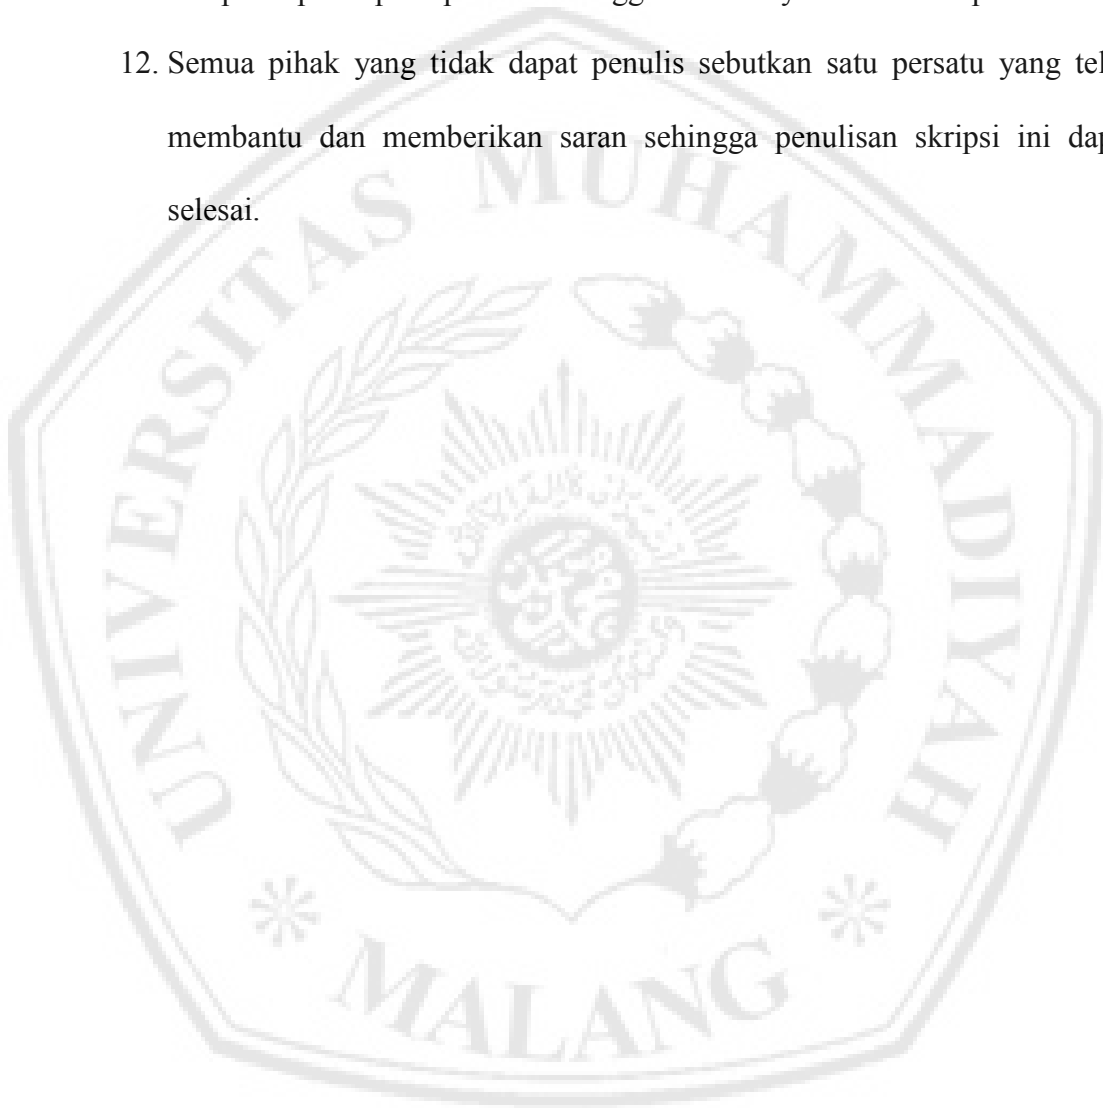 12. Semua pihak yang tidak dapat penulis sebutkan satu persatu yang tel
membantu dan memberikan saran sehingga penulisan skripsi ini dap
selesai.
UNIVERSITAS MUHAMMADIYAH
MALANG